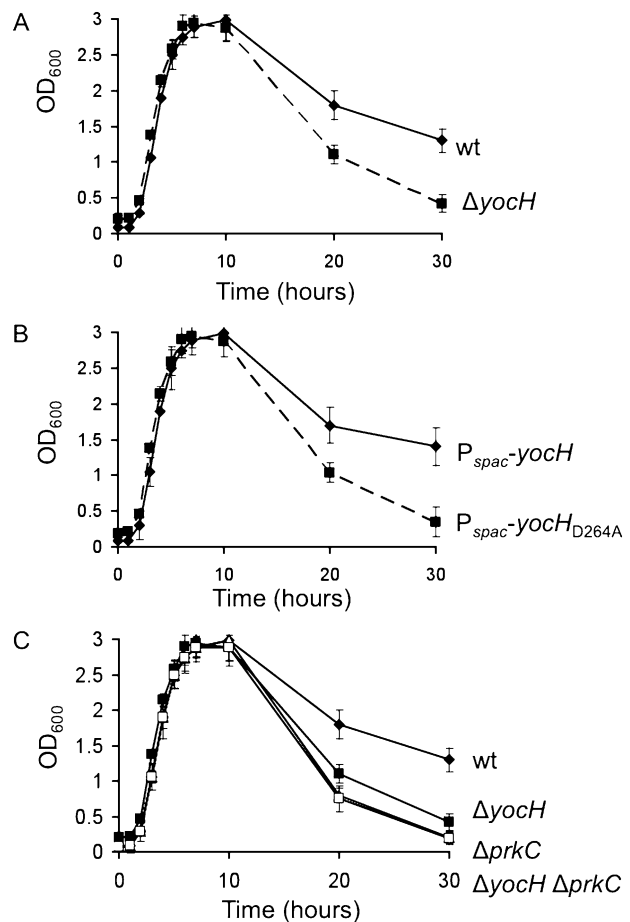 A
OD600
3
2.5
2
1.5
1
0.5
0
0 10 20 30
Time (hours)
wt
ΔyocH
B
OD600
3
2.5
2
1.5
1
0.5
0
0 10 20 30
Time (hours)
Pspac-yocH
Pspac-yocHD264A
C
OD600
3
2.5
2
1.5
1
0.5
0
0 10 20 30
Time (hours)
wt
ΔyocH
ΔprkC
ΔyocH ΔprkC